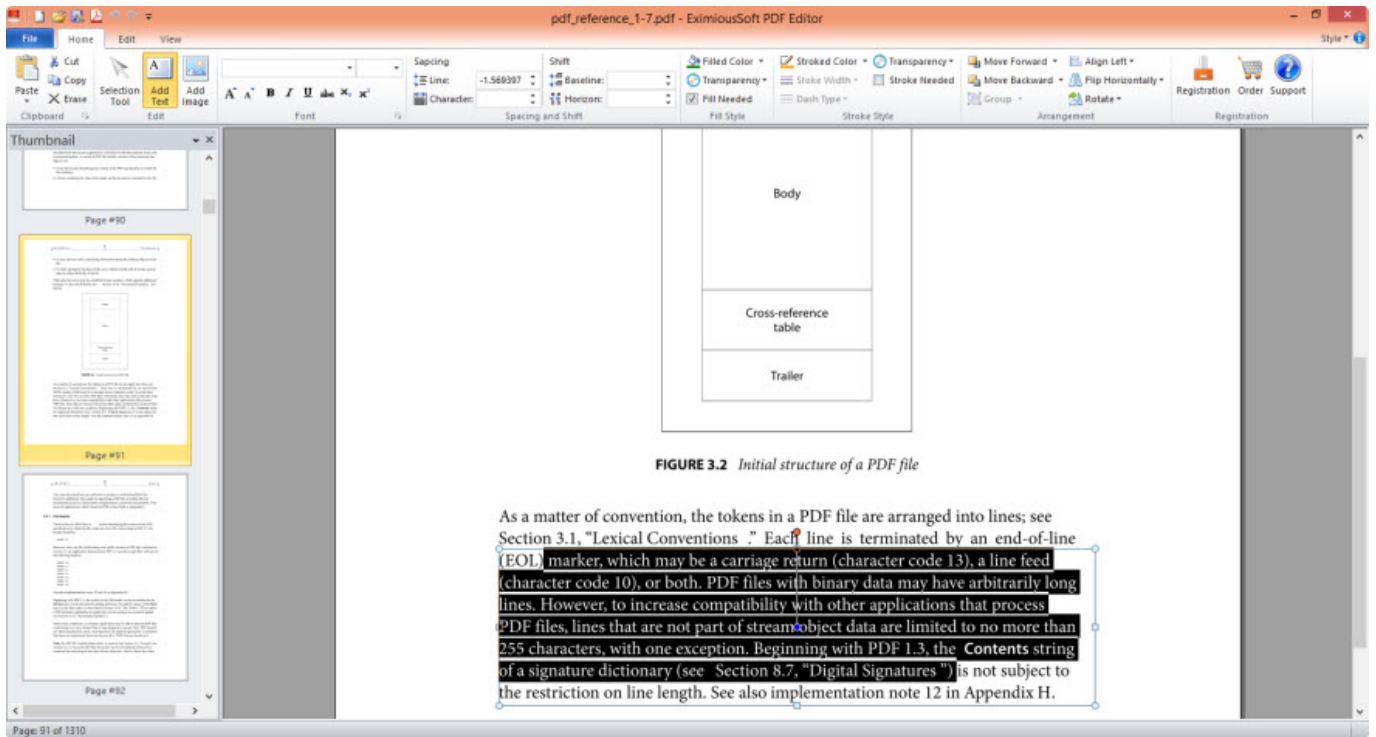 pdf_reference_1-7.pdf - EximiousSoft PDF Editor
File Home Edit View Style
Paste Cut Copy Erase
Clipboard
Selection Tool Add Text Add Image
Edit
B I U abc X, x²
Font
Sapcing
Line: -1.569397
Character:
Shift
Baseline:
Horizon:
Spacing and Shift
Filled Color
Transparency
Fill Needed
Fill Style
Stroked Color Transparency
Stoke Width Stroke Needed
Dash Type
Stroke Style
Move Forward Align Left
Move Backward Flip Horizontally
Group Rotate
Arrangement
Registration Order Support
Registration
Thumbnail
Page #90
Page #91
Page #92
Body
Cross-reference
table
Trailer
FIGURE 3.2 Initial structure of a PDF file
As a matter of convention, the tokens in a PDF file are arranged into lines; see
Section 3.1, “Lexical Conventions .” Each line is terminated by an end-of-line
(EOL) marker, which may be a carriage return (character code 13), a line feed
(character code 10), or both. PDF files with binary data may have arbitrarily long
lines. However, to increase compatibility with other applications that process
PDF files, lines that are not part of stream object data are limited to no more than
255 characters, with one exception. Beginning with PDF 1.3, the Contents string
of a signature dictionary (see Section 8.7, “Digital Signatures ”) is not subject to
the restriction on line length. See also implementation note 12 in Appendix H.
Page: 91 of 1310